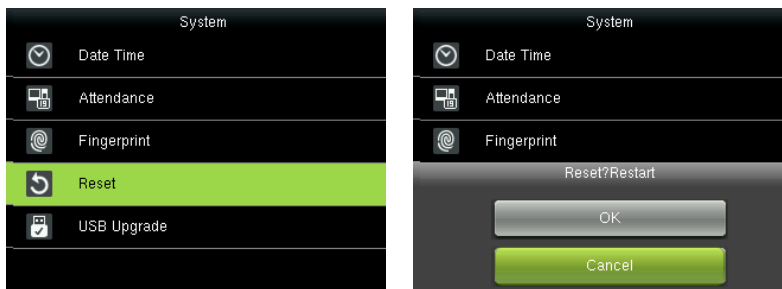 System
Date Time
Attendance
Fingerprint
Reset
USB Upgrade
System
Date Time
Attendance
Fingerprint
Reset?Restart
OK
Cancel